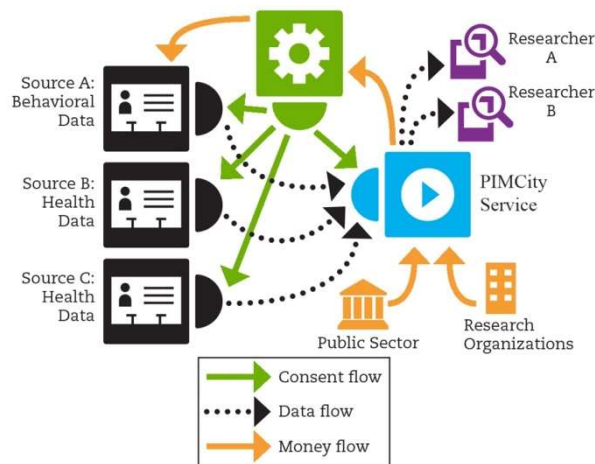 Source A:
Behavioral
Data
Researcher
A
Researcher
B
Source B:
Health
Data
PIMCity
Service
Source C:
Health
Data
Public Sector
Research
Organizations
Consent flow
Data flow
Money flow